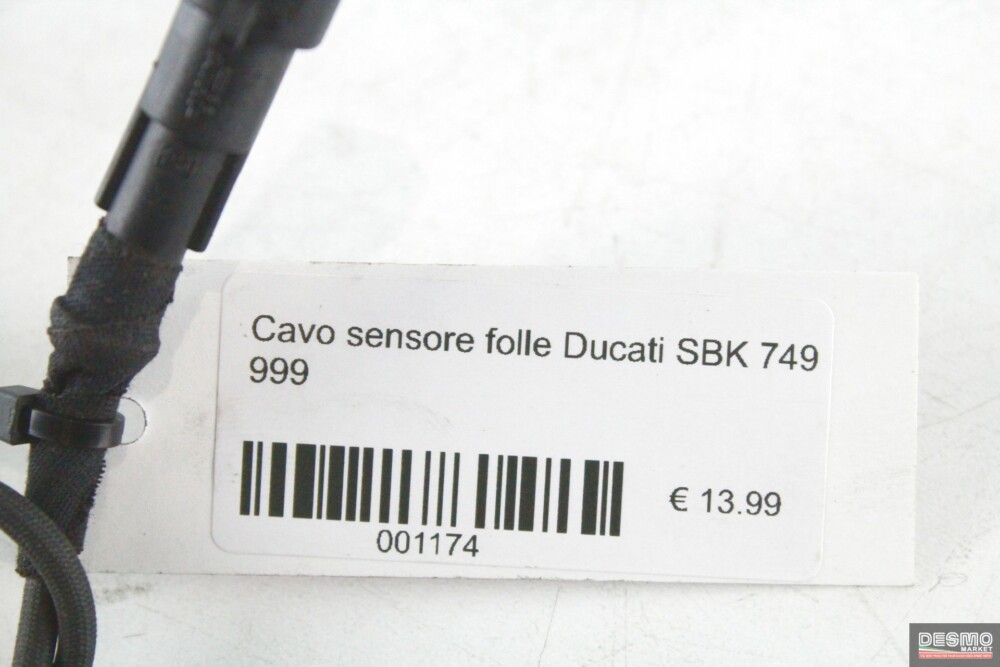 Cavo sensore folle Ducati SBK 749
999
€ 13.99
001174
DESMO
MARKET